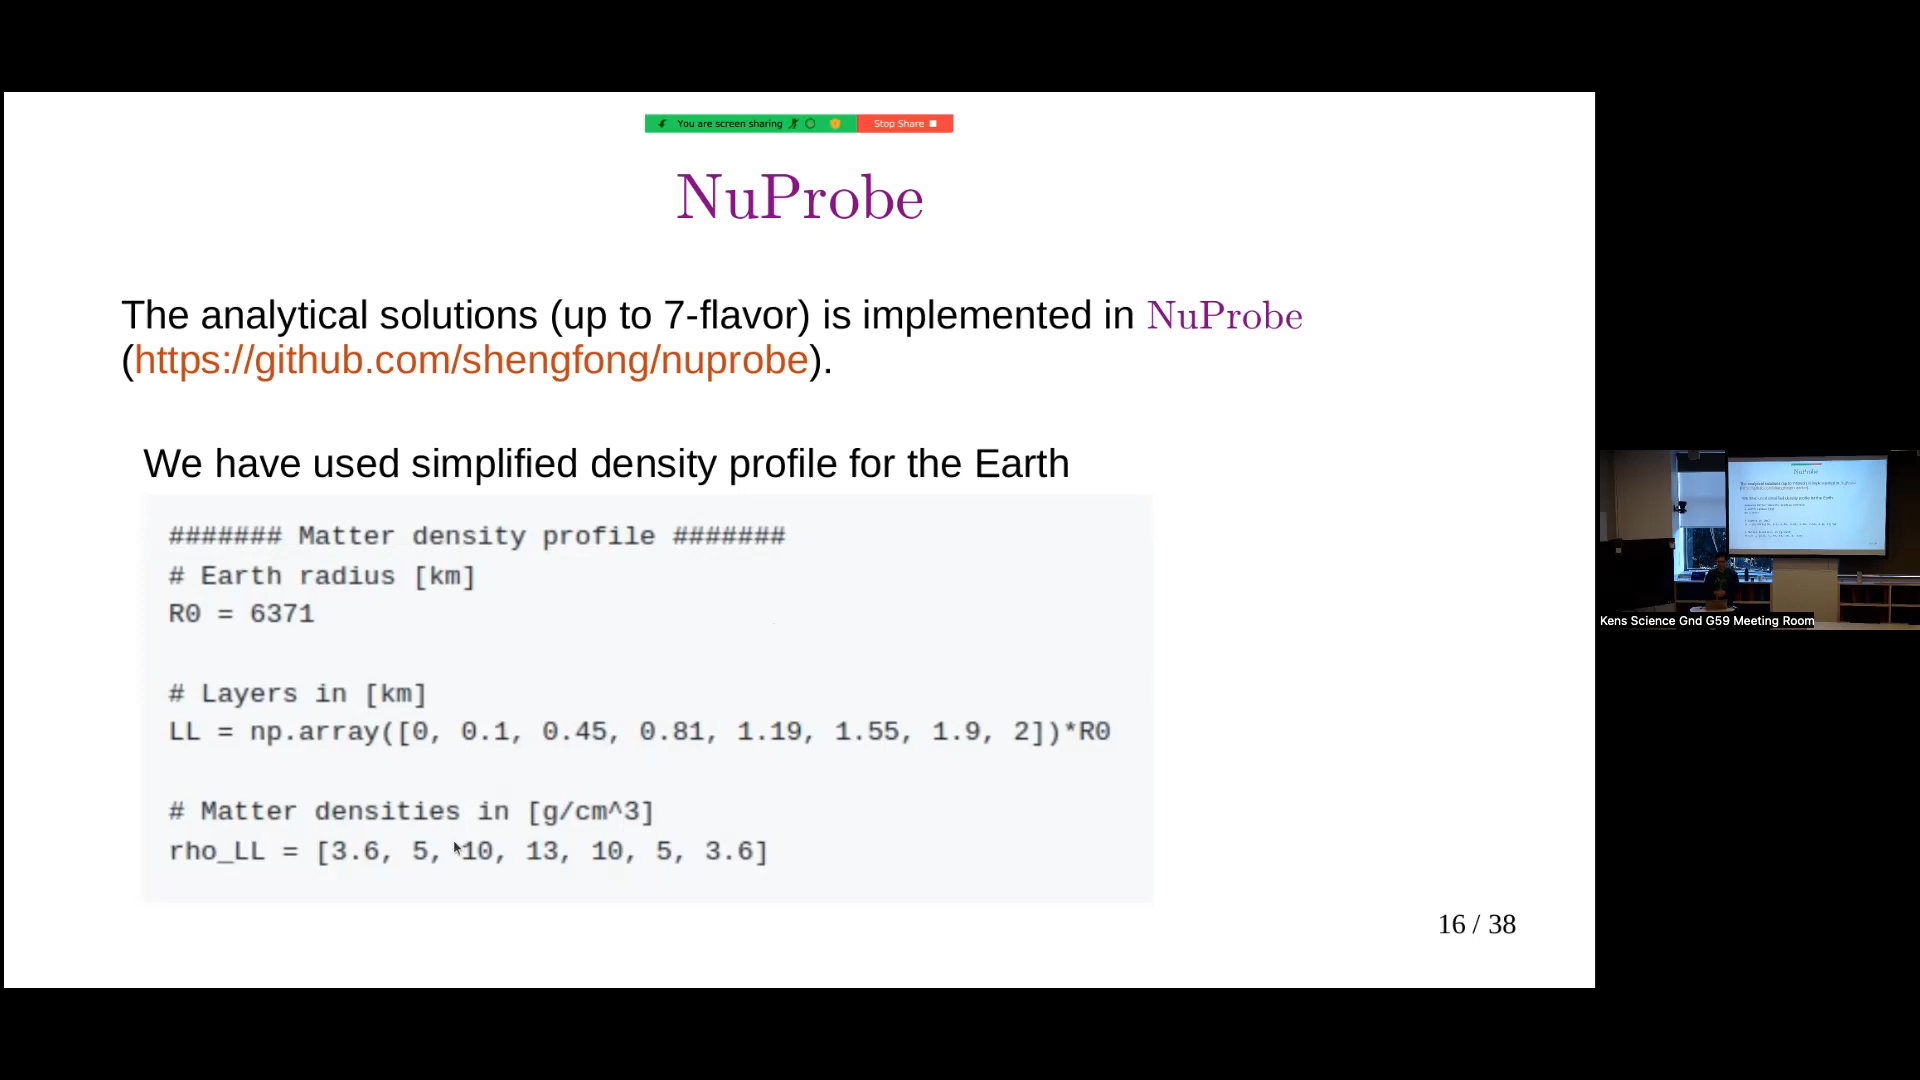 You are screen sharing
Stop Share
NuProbe
The analytical solutions (up to 7-flavor) is implemented in NuProbe
(https://github.com/shengfong/nuprobe).
We have used simplified density profile for the Earth
####### Matter density profile #######
# Earth radius [km]
R0 = 6371
# Layers in [km]
LL = np.array([0, 0.1, 0.45, 0.81, 1.19, 1.55, 1.9, 2])*R0
# Matter densities in [g/cm^3]
rho_LL = [3.6, 5, 10, 13, 10, 5, 3.6]
16 / 38
NuProbe
Kens Science Gnd G59 Meeting Room